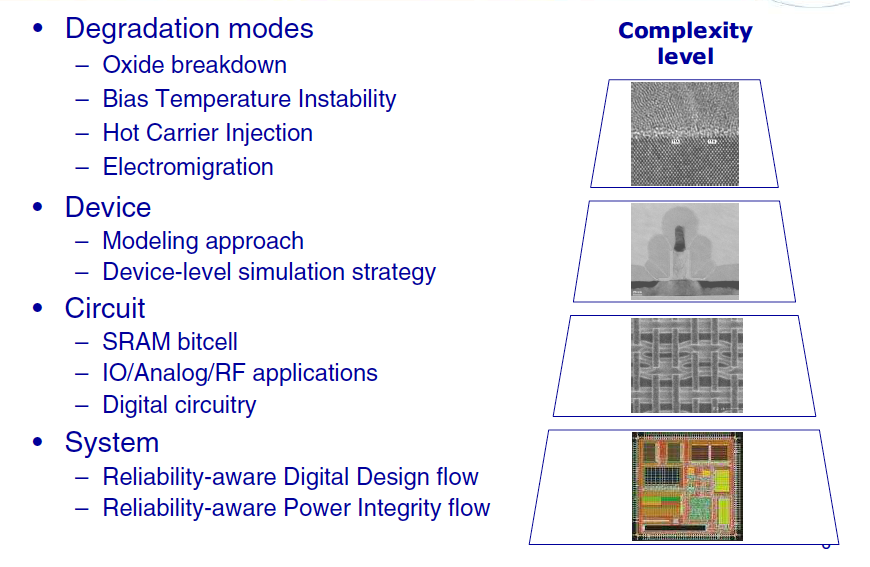 • Degradation modes
– Oxide breakdown
– Bias Temperature Instability
– Hot Carrier Injection
– Electromigration
• Device
– Modeling approach
– Device-level simulation strategy
• Circuit
– SRAM bitcell
– IO/Analog/RF applications
– Digital circuitry
• System
– Reliability-aware Digital Design flow
– Reliability-aware Power Integrity flow
Complexity
level